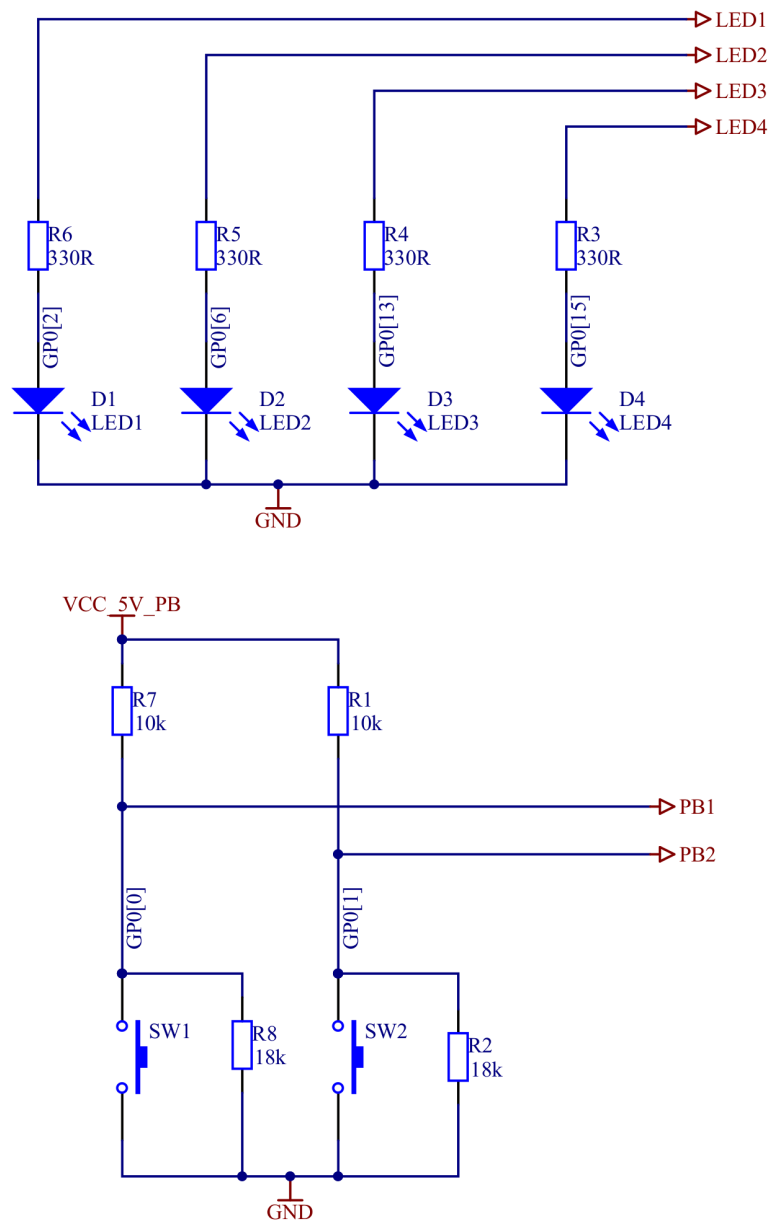 LED1
LED2
LED3
LED4
R6
330R
R5
330R
R4
330R
R3
330R
GP0[2]
GP0[6]
GP0[13]
GP0[15]
D1
LED1
D2
LED2
D3
LED3
D4
LED4
GND
VCC_5V_PB
R7
10k
R1
10k
PB1
PB2
GP0[0]
GP0[1]
SW1
R8
18k
SW2
R2
18k
GND